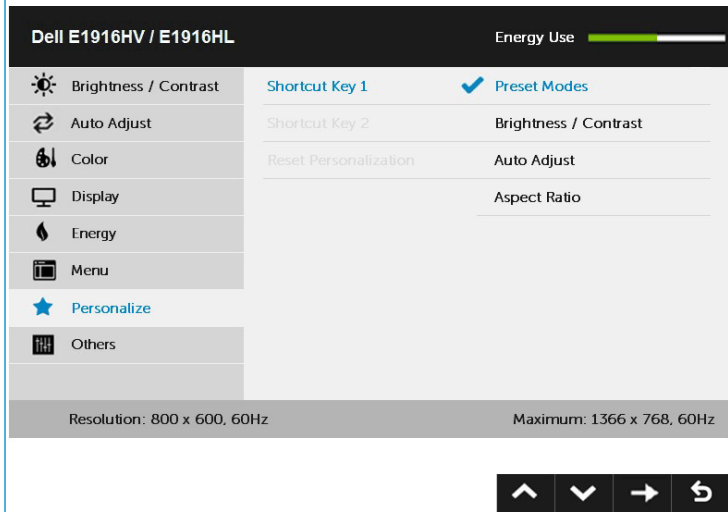 Dell E1916HV / E1916HL
Energy Use
Brightness / Contrast
Shortcut Key 1
Preset Modes
Auto Adjust
Shortcut Key 2
Brightness / Contrast
Color
Reset Personalization
Auto Adjust
Display
Aspect Ratio
Energy
Menu
Personalize
Others
Resolution: 800 x 600, 60Hz
Maximum: 1366 x 768, 60Hz